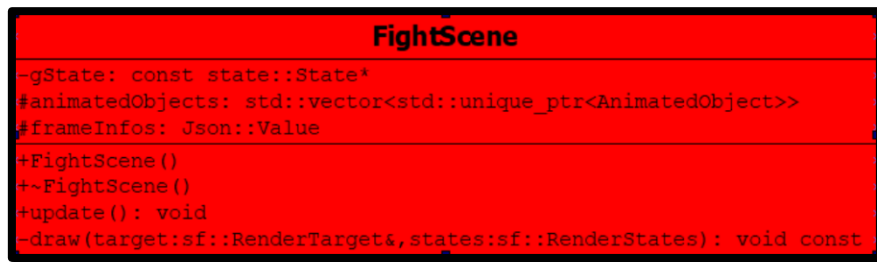 FightScene
-gState: const state::State*
#animatedObjects: std::vector<std::unique_ptr<AnimatedObject>>
#frameInfos: Json::Value
+FightScene()
+~FightScene()
+update(): void
-draw(target:sf::RenderTarget&,states:sf::RenderStates): void const